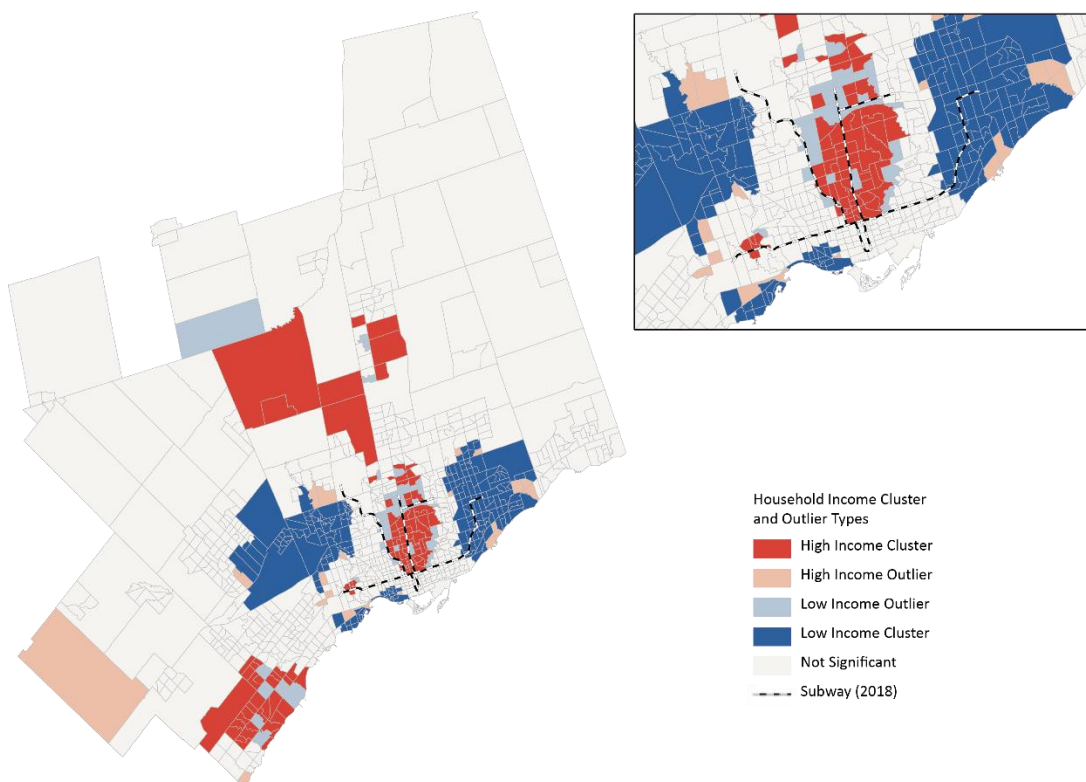 Household Income Cluster
and Outlier Types
High Income Cluster
High Income Outlier
Low Income Outlier
Low Income Cluster
Not Significant
Subway (2018)